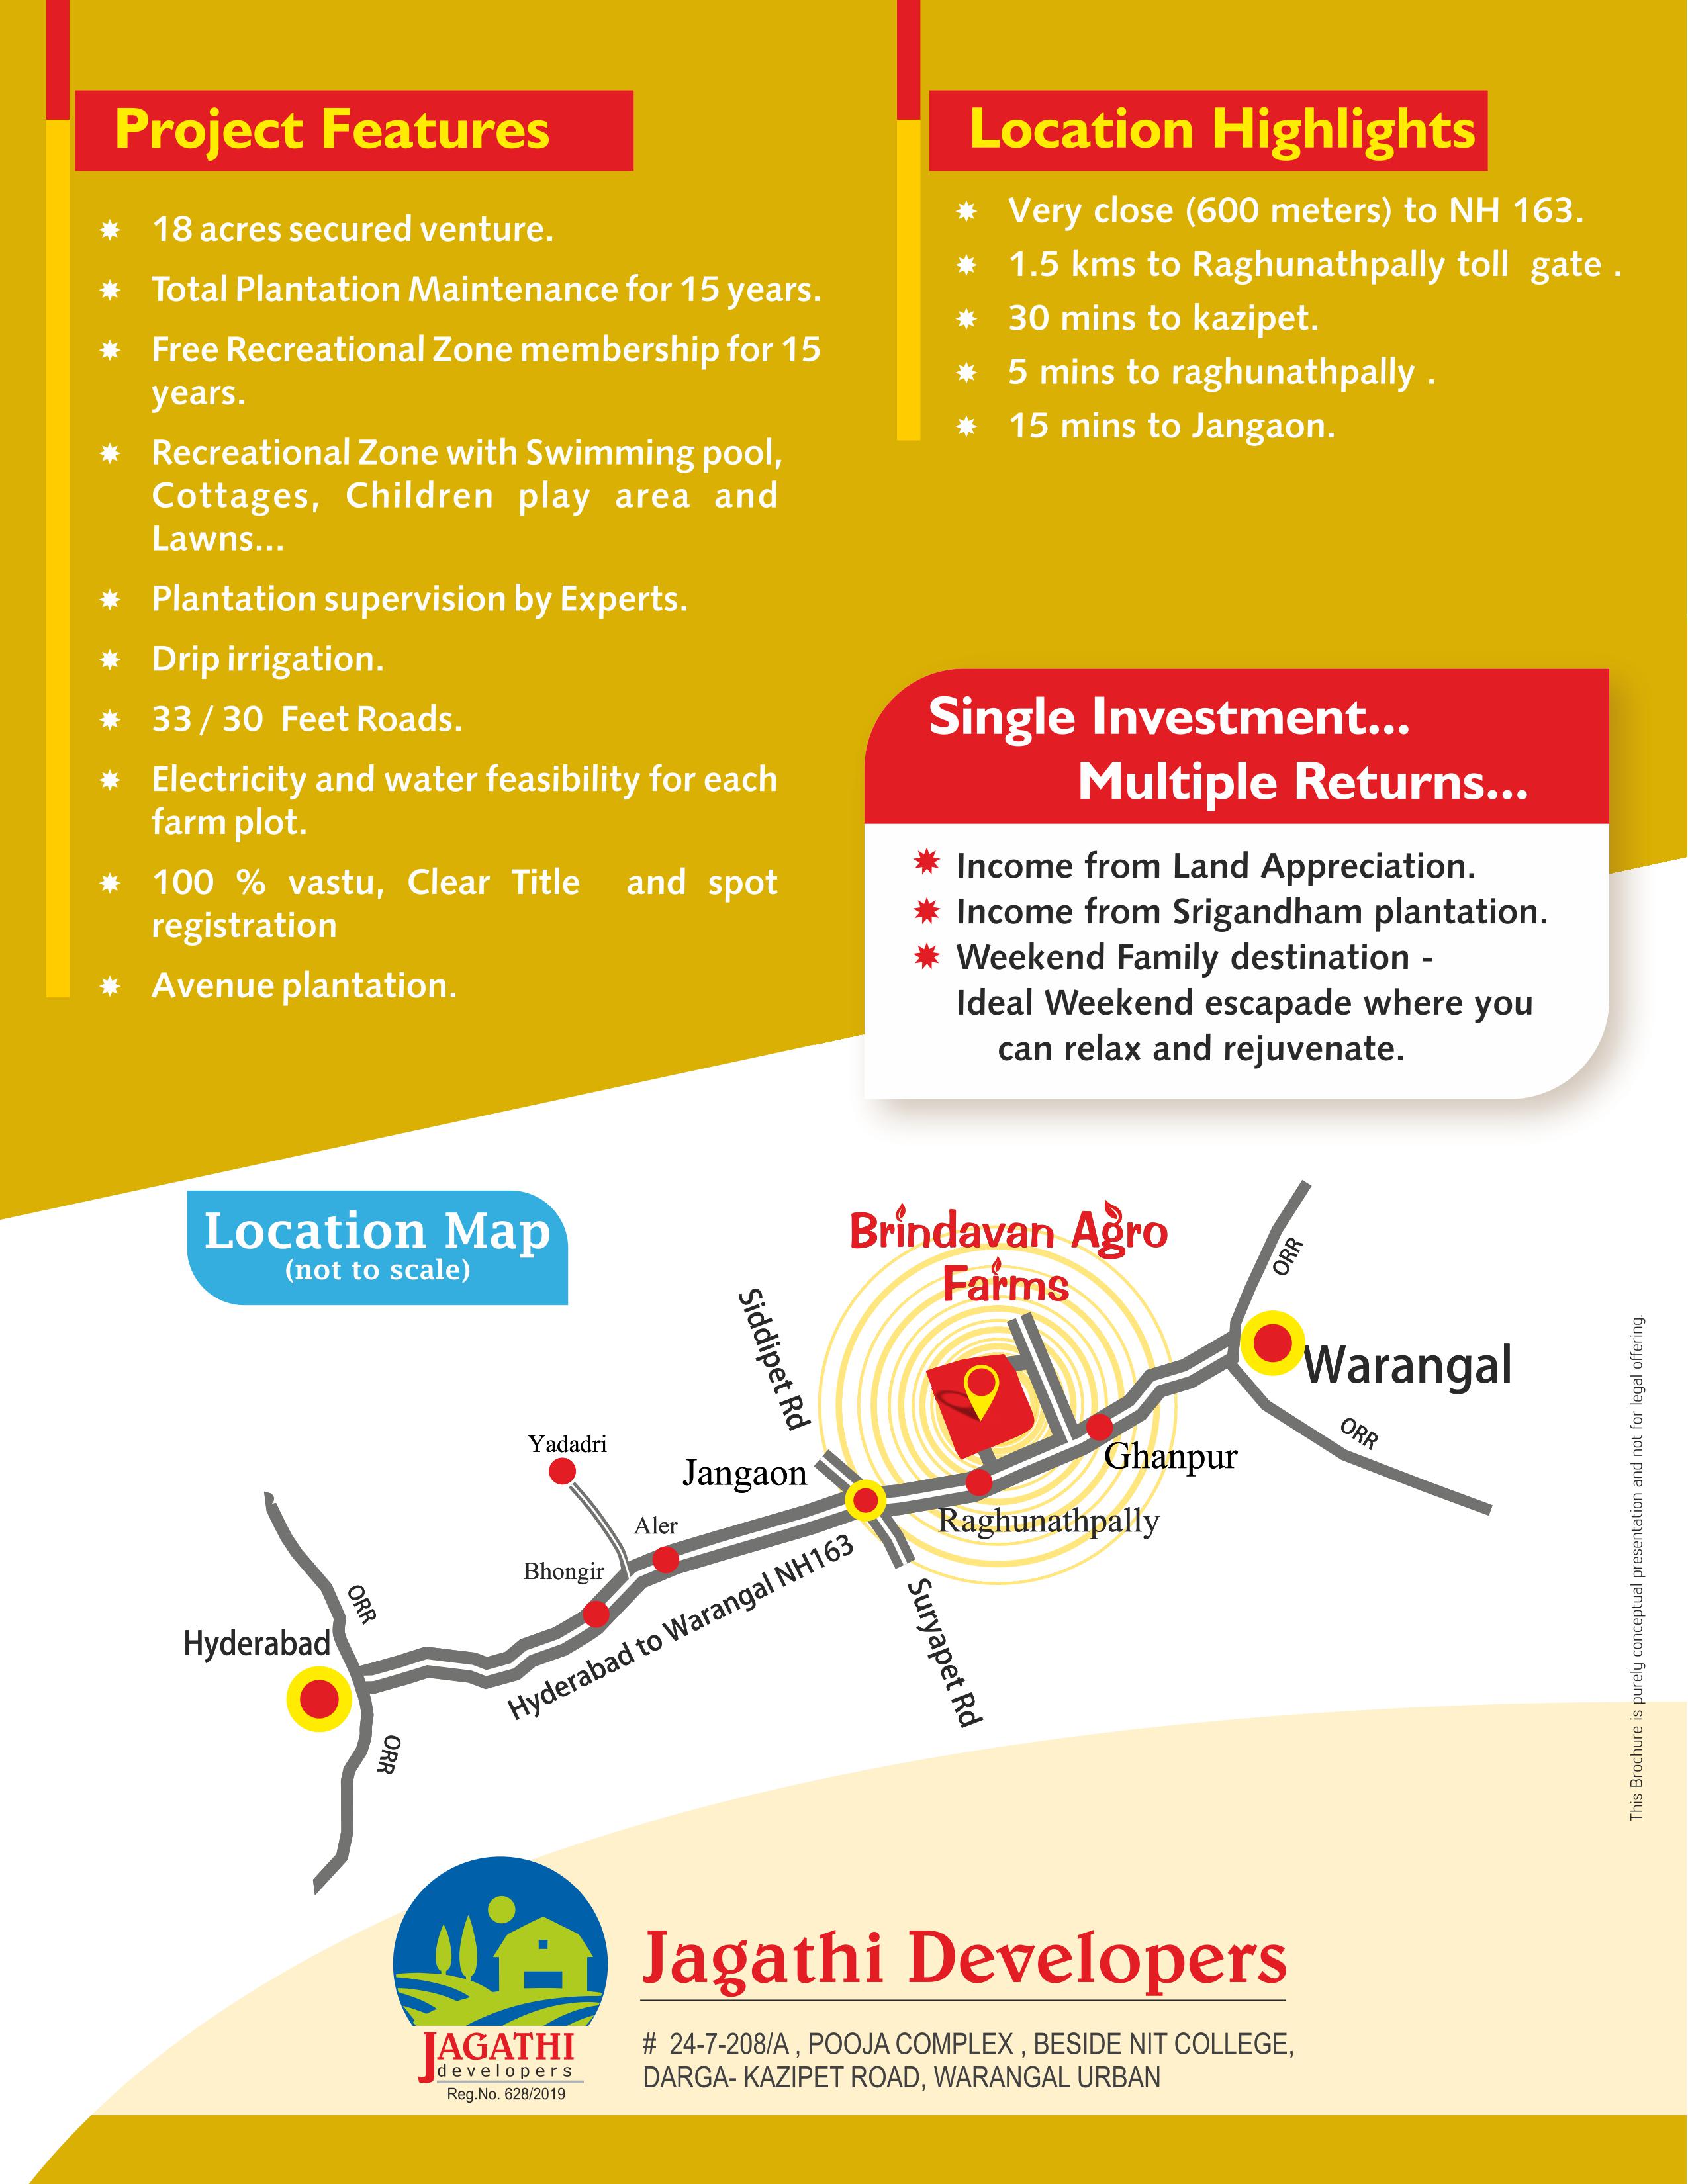 Project Features
18 acres secured venture.
Total Plantation Maintenance for 15 years.
Free Recreational Zone membership for 15
years.
Recreational Zone with Swimming pool,
Cottages, Children play area and
Lawns...
Plantation supervision by Experts.
Drip irrigation.
33 / 30 Feet Roads.
Electricity and water feasibility for each
farm plot.
100 % vastu, Clear Title and spot
registration
Avenue plantation.
Location Highlights
Very close (600 meters) to NH 163.
1.5 kms to Raghunathpally toll gate .
30 mins to kazipet.
5 mins to raghunathpally .
15 mins to Jangaon.
Single Investment...
Multiple Returns...
Income from Land Appreciation.
Income from Srigandham plantation.
Weekend Family destination -
Ideal Weekend escapade where you
can relax and rejuvenate.
Location Map
(not to scale)
Brindavan Agro
Farms
Siddipet Rd
ORR
Warangal
ORR
Ghanpur
Yadadri
Jangaon
Raghunathpally
Aler
Bhongir
Hyderabad to Warangal NH163
Suryapet Rd
ORR
Hyderabad
ORR
This Brochure is purely conceptual presentation and not for legal offering.
JAGATHI
developers
Reg.No. 628/2019
Jagathi Developers
# 24-7-208/A , POOJA COMPLEX , BESIDE NIT COLLEGE,
DARGA- KAZIPET ROAD, WARANGAL URBAN